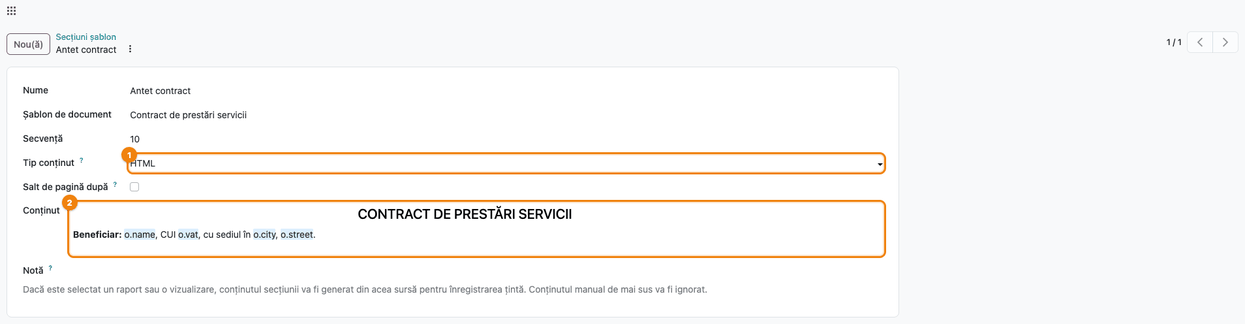 Nou(ă)
Secțiuni șablon
Antet contract
1 / 1
Nume Antet contract
Șablon de document Contract de prestări servicii
Secvență 10
Tip conținut ? HTML
1
Salt de pagină după ?
2
Conținut
CONTRACT DE PRESTĂRI SERVICII
Beneficiar: o.name, CUI o.vat, cu sediul în o.city, o.street.
Notă ?
Dacă este selectat un raport sau o vizualizare, conținutul secțiunii va fi generat din acea sursă pentru înregistrarea țintă. Conținutul manual de mai sus va fi ignorat.